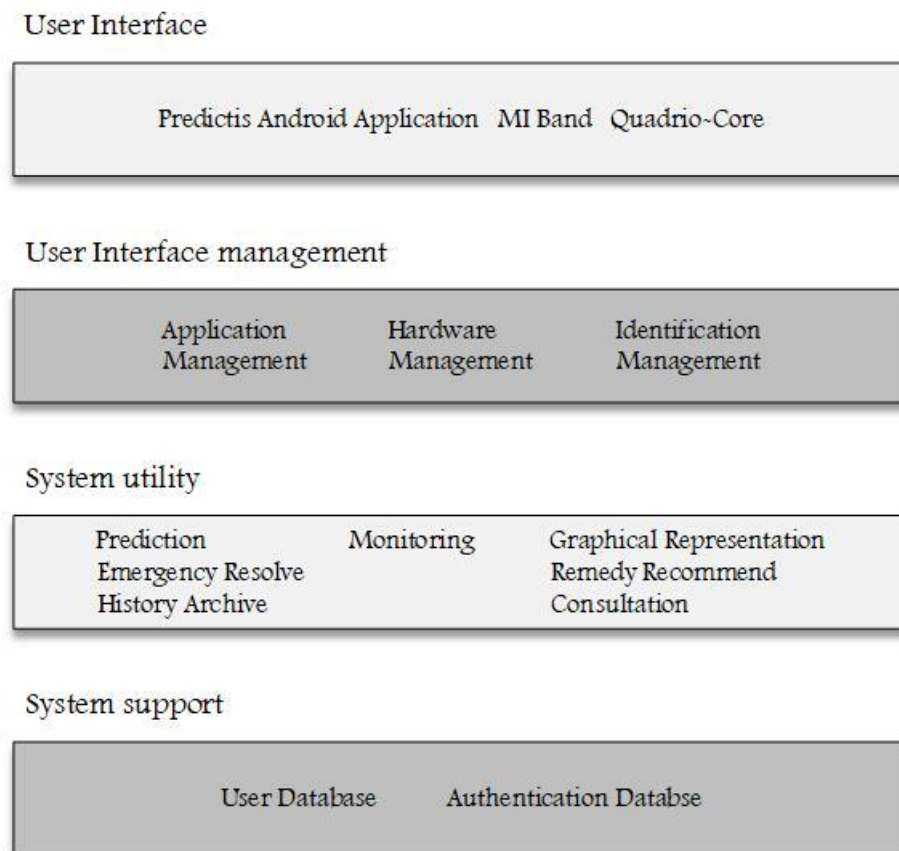 User Interface
Predictis Android Application MI Band Quadrio-Core
User Interface management
Application Hardware Identification
Management Management Management
System utility
Prediction Monitoring Graphical Representation
Emergency Resolve Remedy Recommend
History Archive Consultation
System support
User Database Authentication Databse